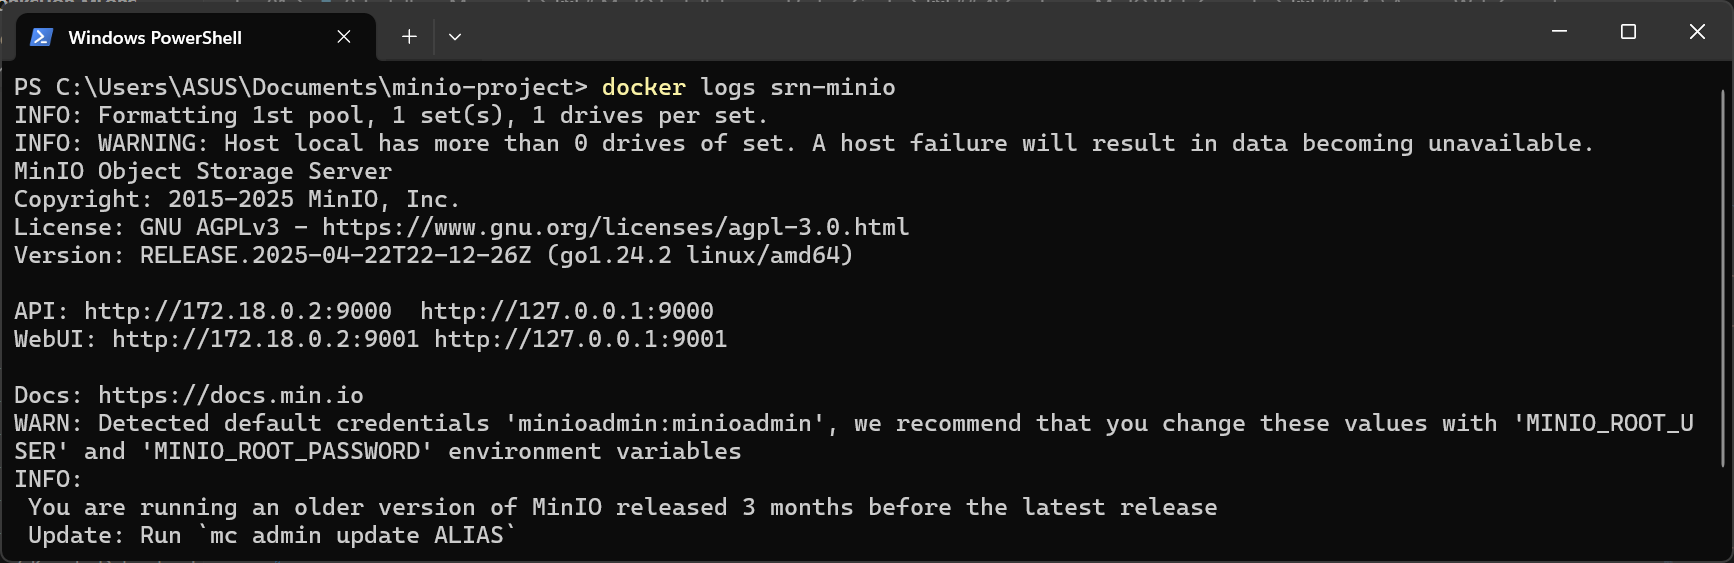 Windows PowerShell
PS C:\Users\ASUS\Documents\minio-project> docker logs srn-minio
INFO: Formatting 1st pool, 1 set(s), 1 drives per set.
INFO: WARNING: Host local has more than 0 drives of set. A host failure will result in data becoming unavailable.
MinIO Object Storage Server
Copyright: 2015-2025 MinIO, Inc.
License: GNU AGPLv3 - https://www.gnu.org/licenses/agpl-3.0.html
Version: RELEASE.2025-04-22T22-12-26Z (go1.24.2 linux/amd64)
API: http://172.18.0.2:9000  http://127.0.0.1:9000
WebUI: http://172.18.0.2:9001 http://127.0.0.1:9001
Docs: https://docs.min.io
WARN: Detected default credentials 'minioadmin:minioadmin', we recommend that you change these values with 'MINIO_ROOT_U
SER' and 'MINIO_ROOT_PASSWORD' environment variables
INFO:
 You are running an older version of MinIO released 3 months before the latest release
 Update: Run `mc admin update ALIAS`